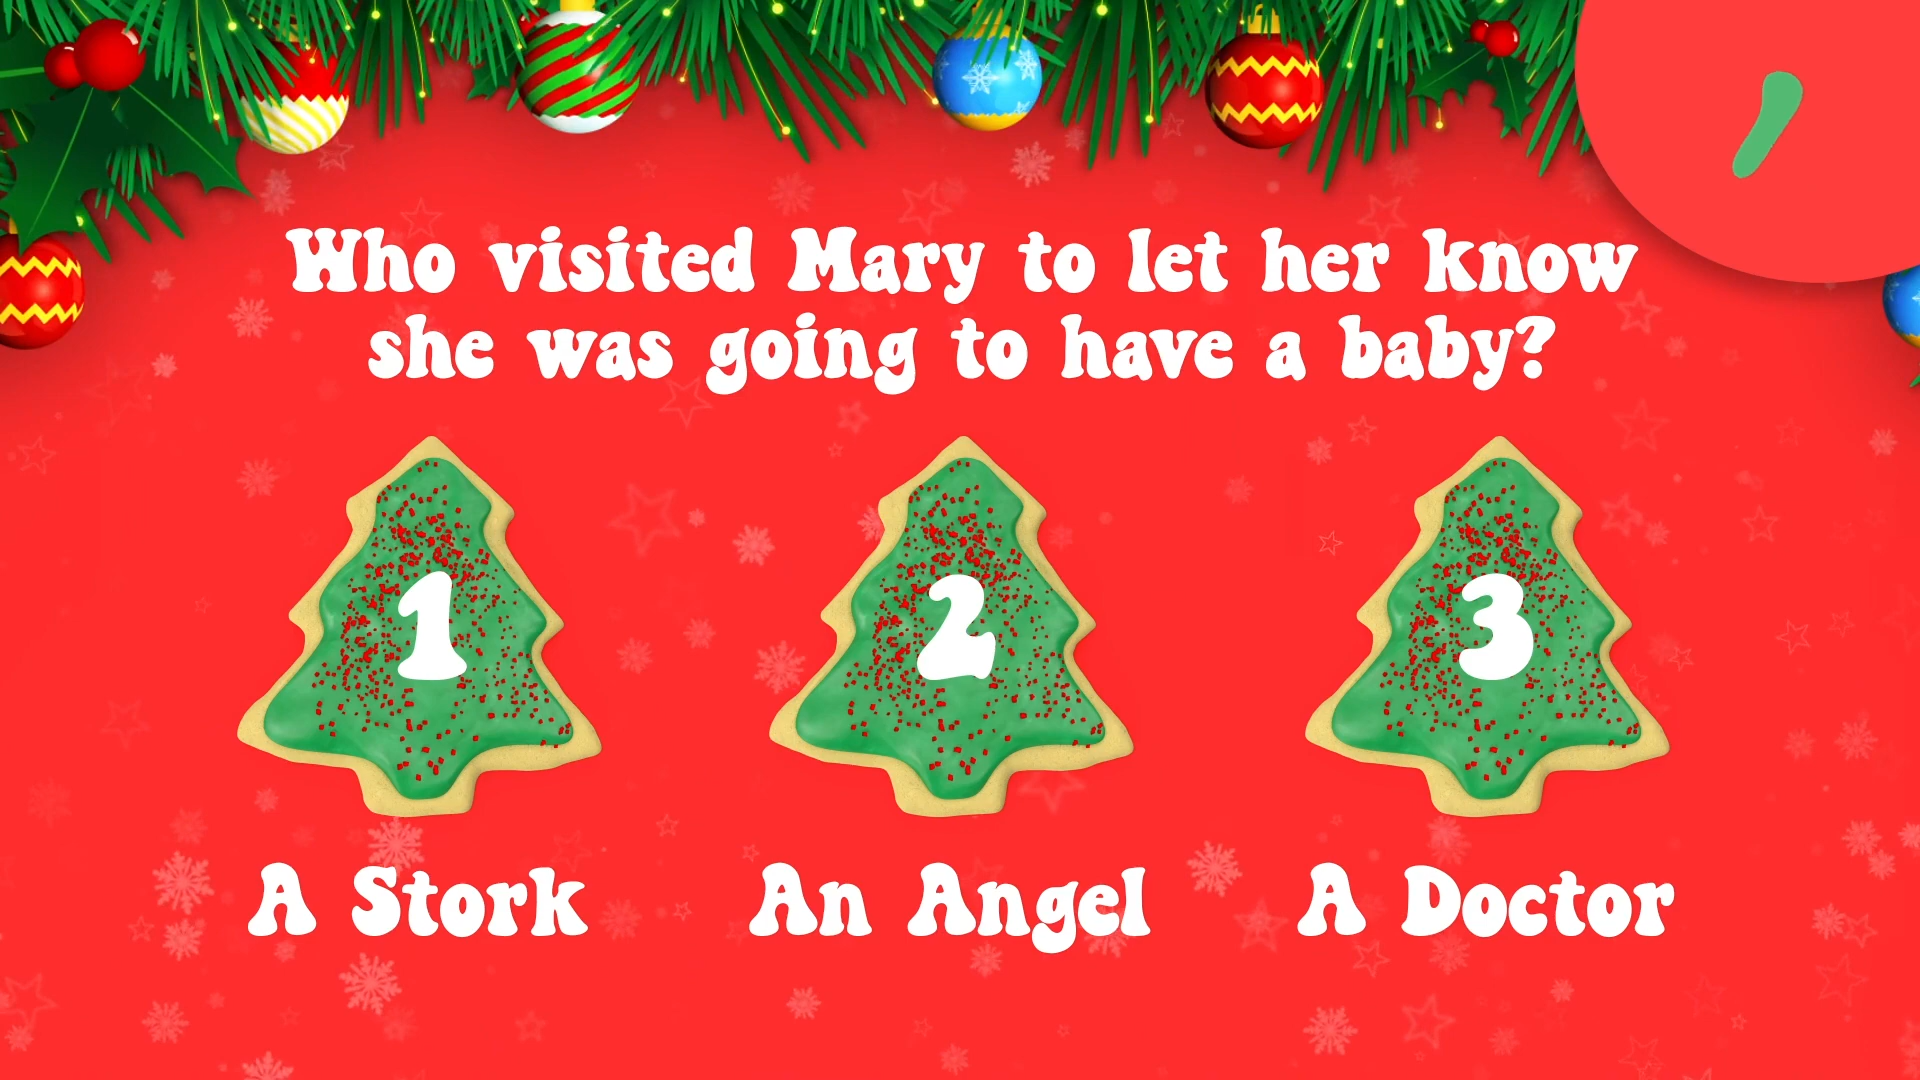 Who visited Mary to let her know
she was going to have a baby?
1 2 3
A Stork An Angel A Doctor